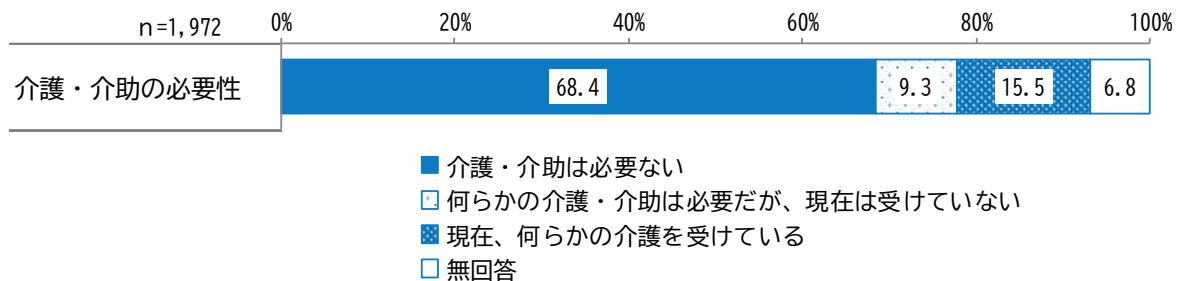 n=1,972
0% 20% 40% 60% 80% 100%
介護・介助の必要性 68.4 9.3 15.5 6.8
介護・介助は必要ない
何らかの介護・介助は必要だが、現在は受けていない
現在、何らかの介護を受けている
無回答